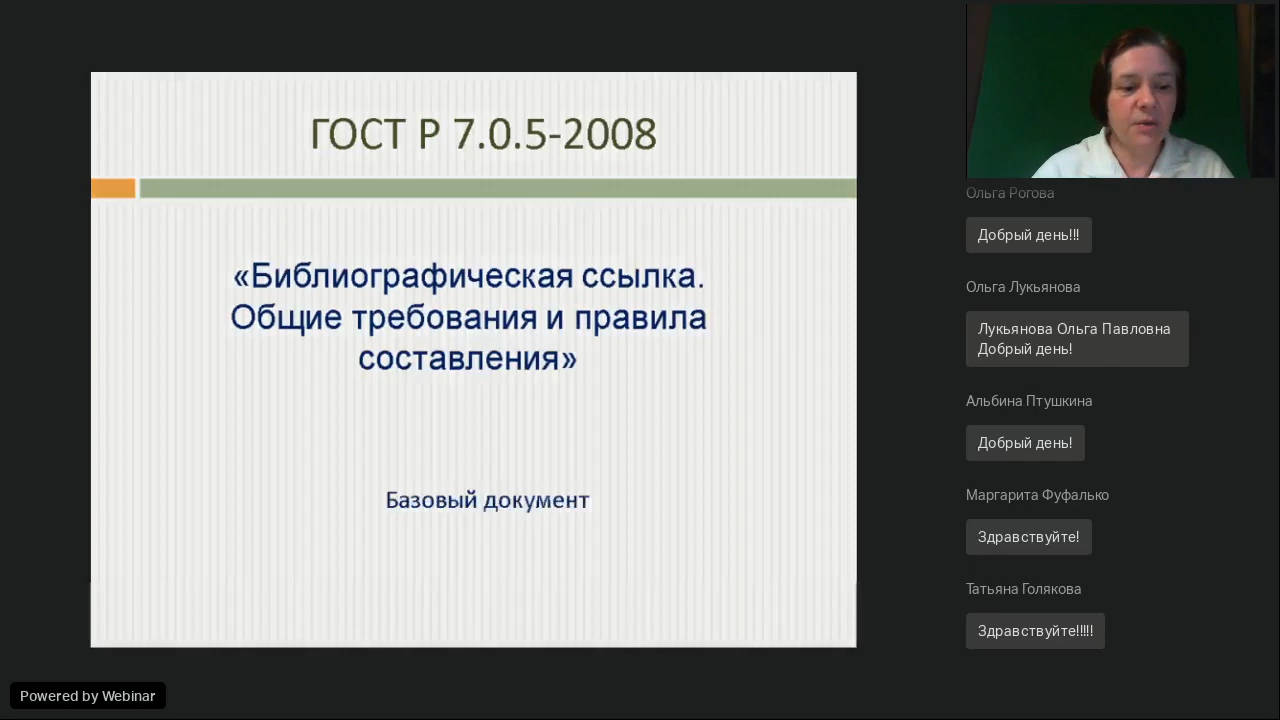 ГОСТ Р 7.0.5-2008
«Библиографическая ссылка.
Общие требования и правила
составления»
Базовый документ
Ольга Рогова
Добрый день!!!
Ольга Лукьянова
Лукьянова Ольга Павловна
Добрый день!
Альбина Птушкина
Добрый день!
Маргарита Фуфалько
Здравствуйте!
Татьяна Голякова
Здравствуйте!!!!!
Powered by Webinar